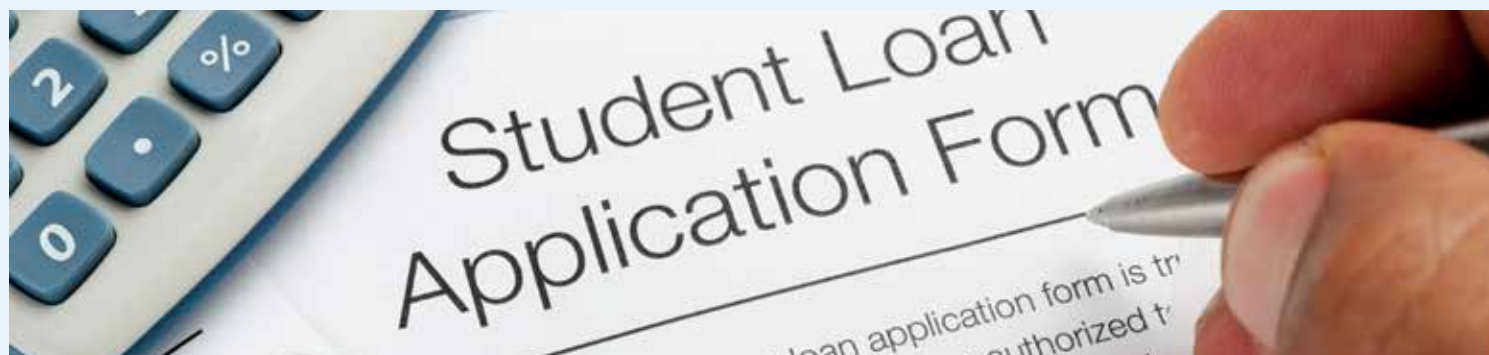 2
%
.
0
Student Loan
Application Form
loan application form is
authorized